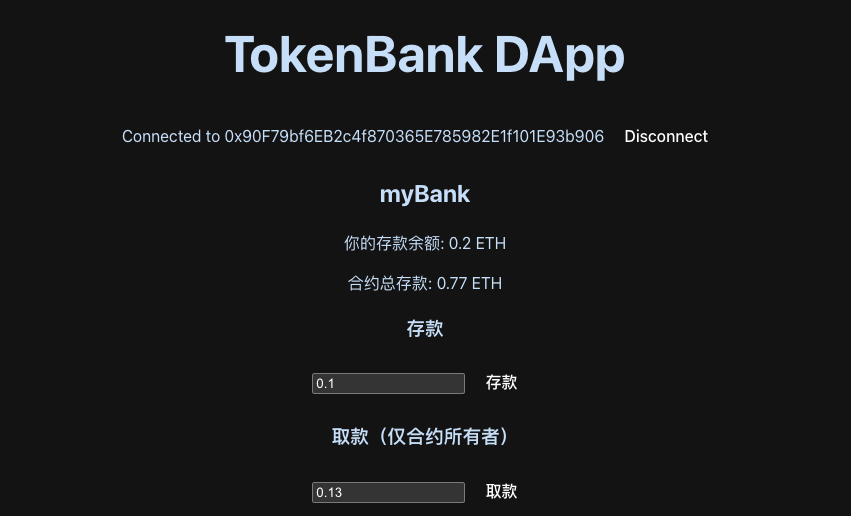 TokenBank DApp
Connected to 0x90F79bf6EB2c4f870365E785982E1f101E93b906 Disconnect
myBank
你的存款余额: 0.2 ETH
合约总存款: 0.77 ETH
存款
0.1 存款
取款（仅合约所有者）
0.13 取款